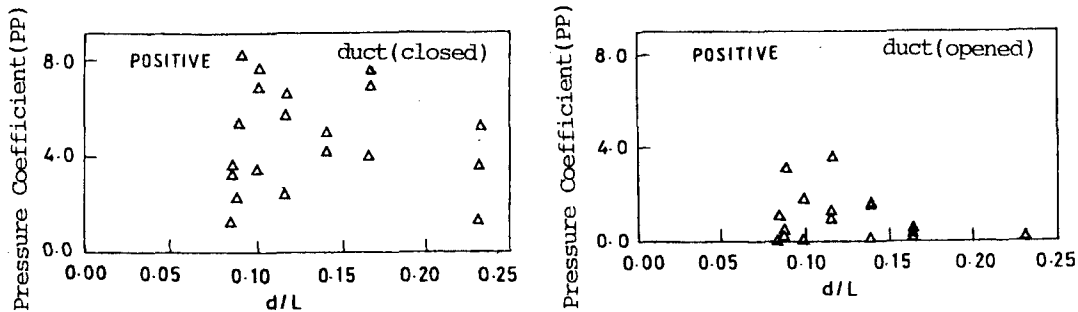 Pressure Coefficient(PP)
8.0
4.0
0.0
POSITIVE
duct(closed)
0.00 0.05 0.10 0.15 0.20 0.25
d/L
Pressure Coefficient(PP)
8.0
4.0
0.0
POSITIVE
duct(opened)
0.00 0.05 0.10 0.15 0.20 0.25
d/L